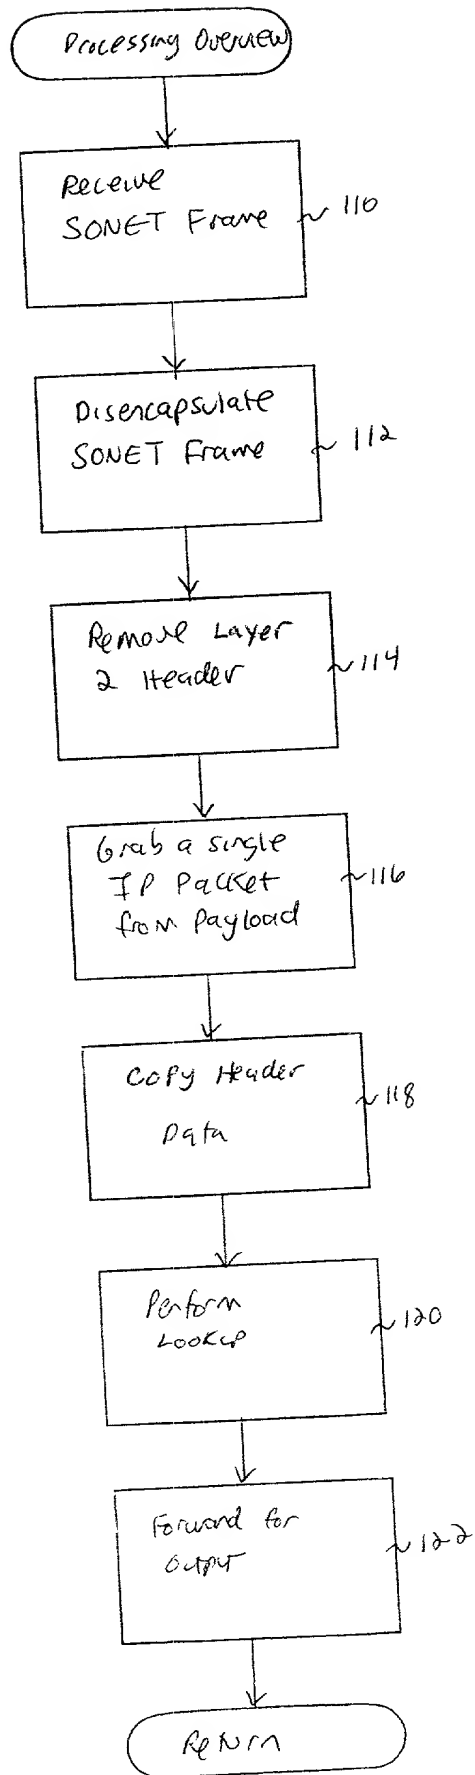 Processing Overview
Receive
SONET Frame
110
Disencapsulate
SONET Frame
112
Remove Layer
2 Header
114
Grab a single
IP Packet
from Payload
116
Copy Header
Data
118
Perform
Lookup
120
Forward for
Output
122
Return